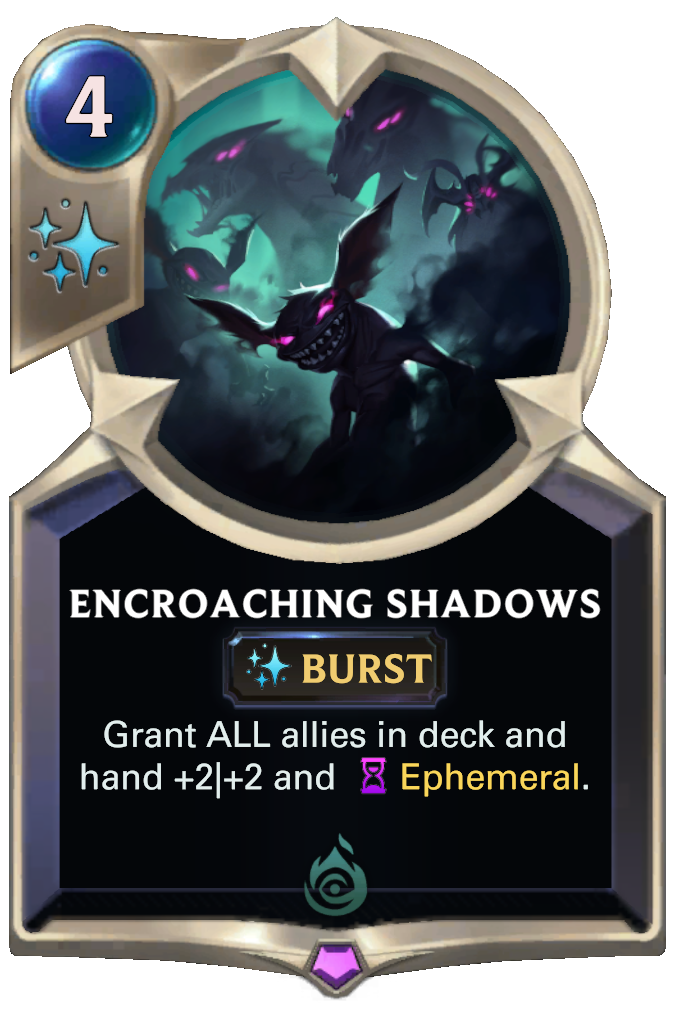 4
ENCROACHING SHADOWS
BURST
Grant ALL allies in deck and
hand +2|+2 and Ephemeral.